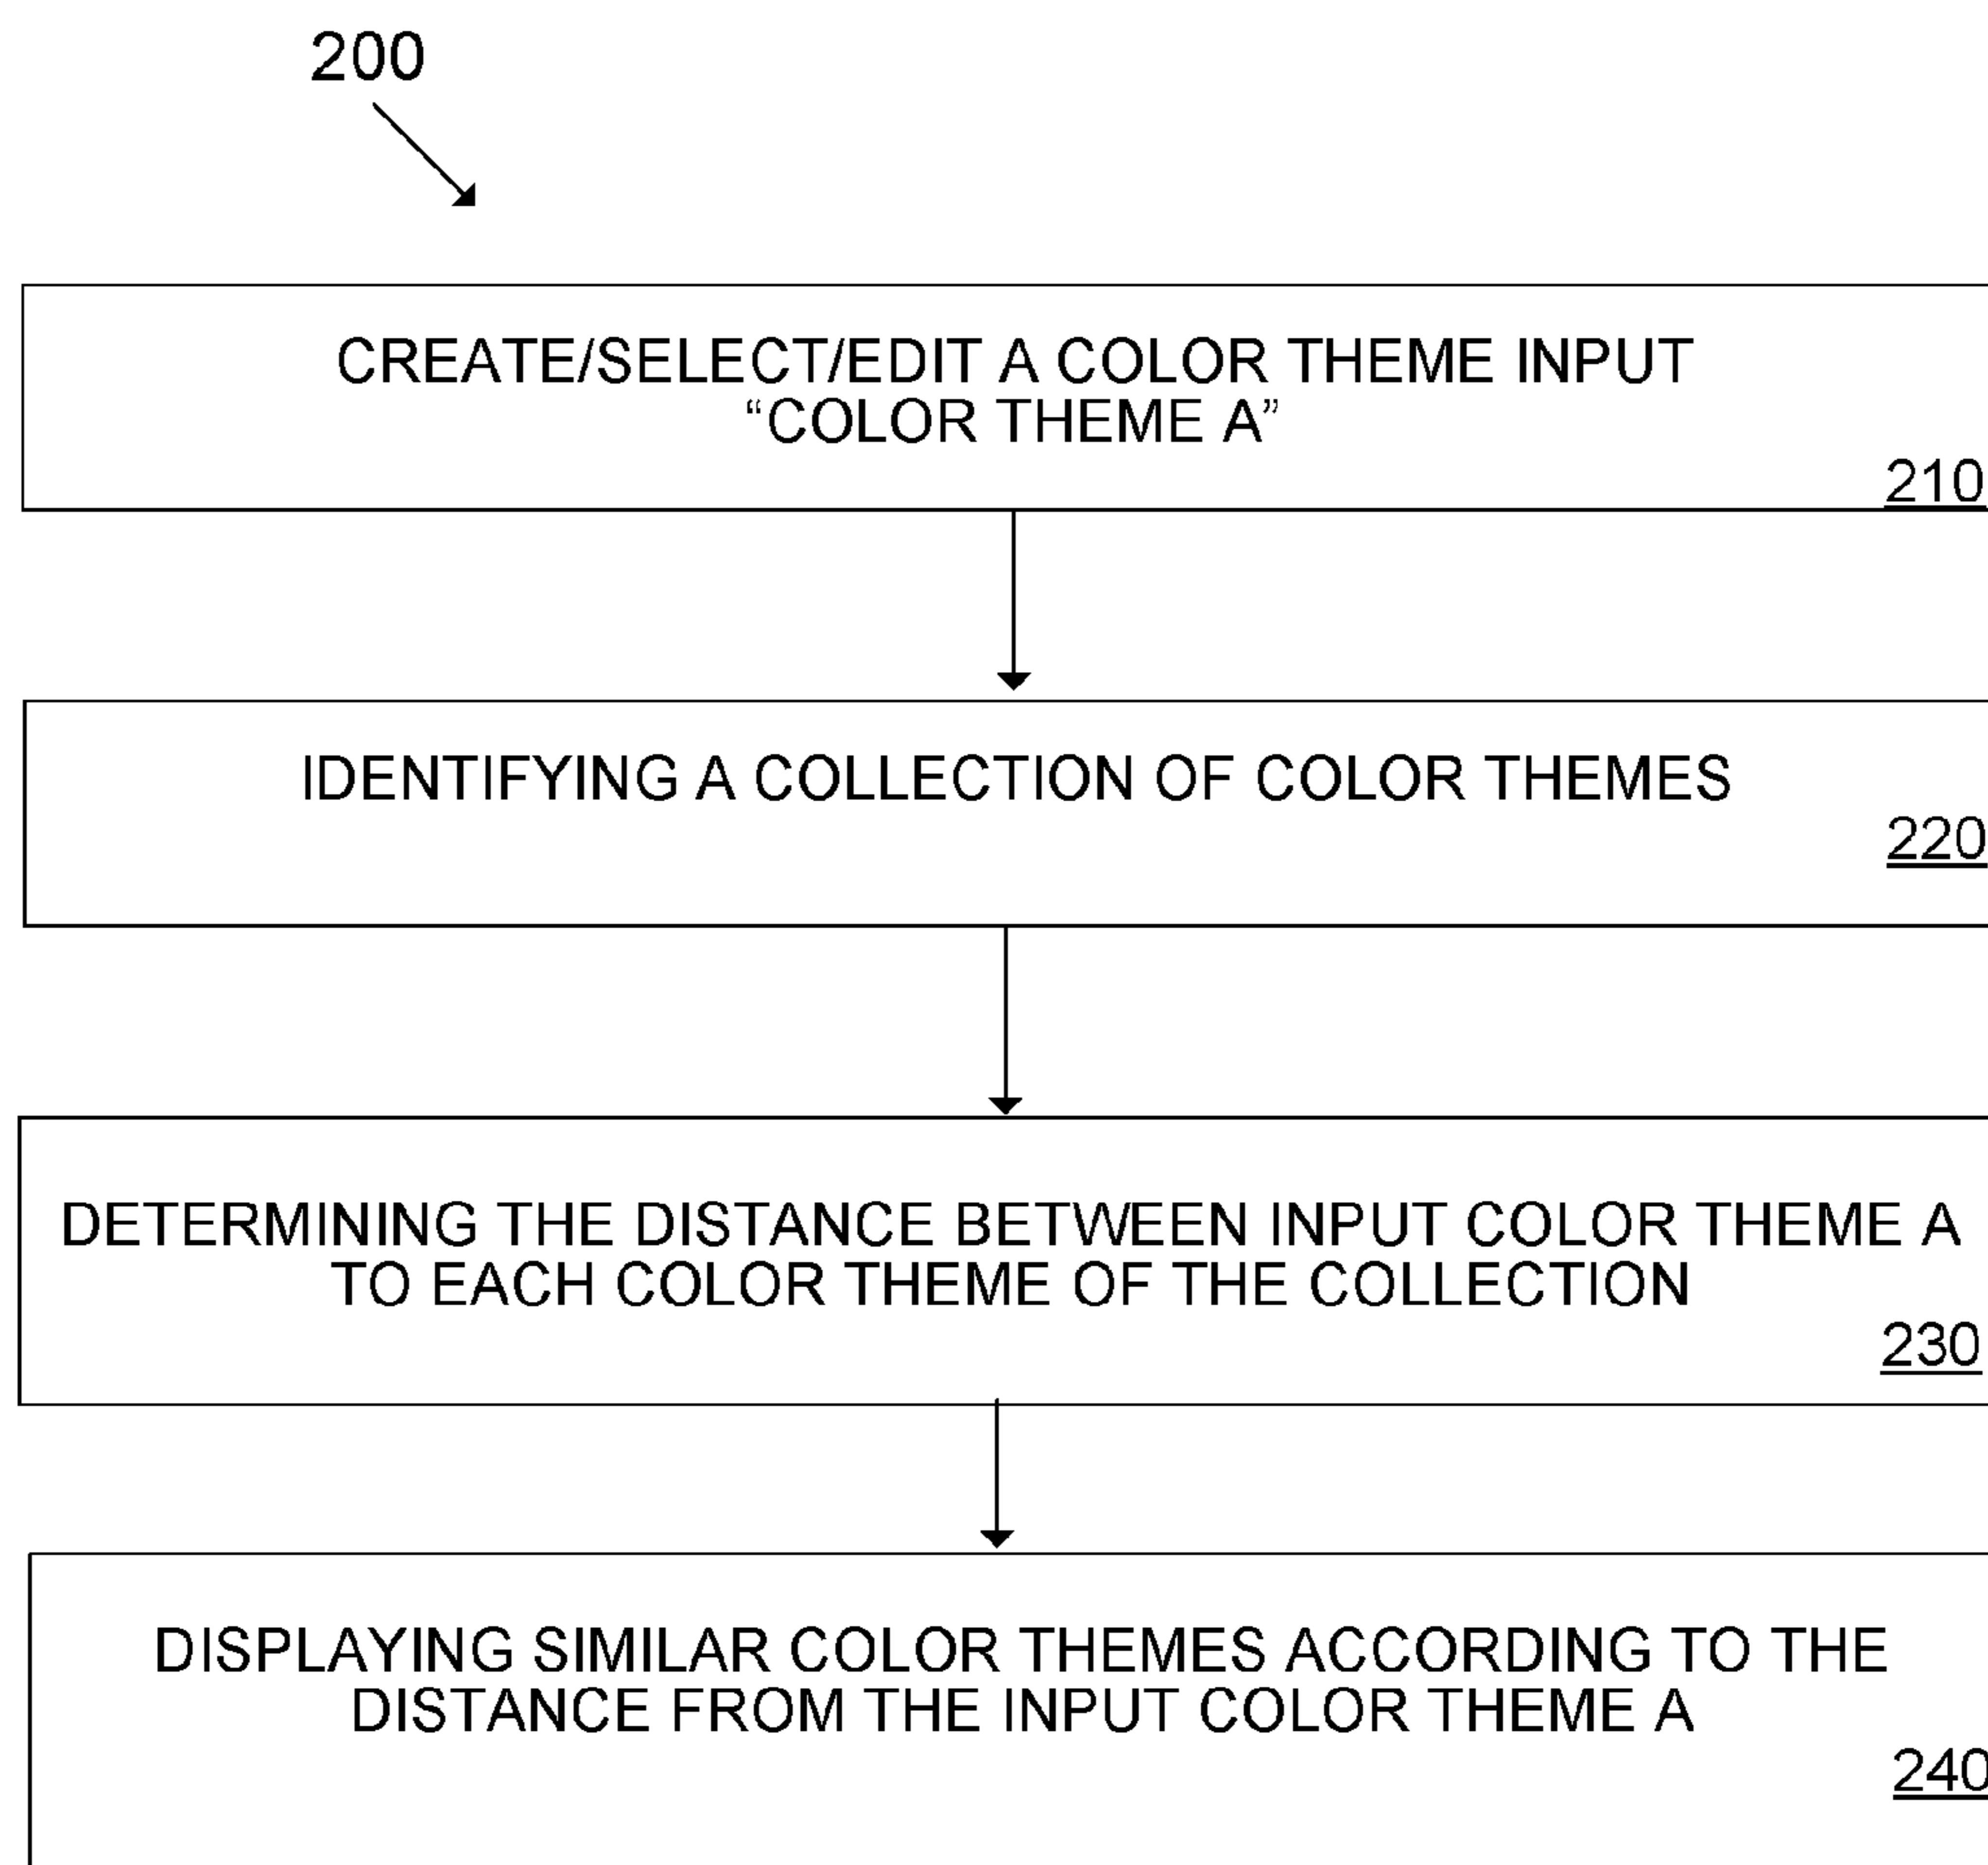 200
CREATE/SELECT/EDIT A COLOR THEME INPUT
“COLOR THEME A”
210
IDENTIFYING A COLLECTION OF COLOR THEMES
220
DETERMINING THE DISTANCE BETWEEN INPUT COLOR THEME A
TO EACH COLOR THEME OF THE COLLECTION
230
DISPLAYING SIMILAR COLOR THEMES ACCORDING TO THE
DISTANCE FROM THE INPUT COLOR THEME A
240